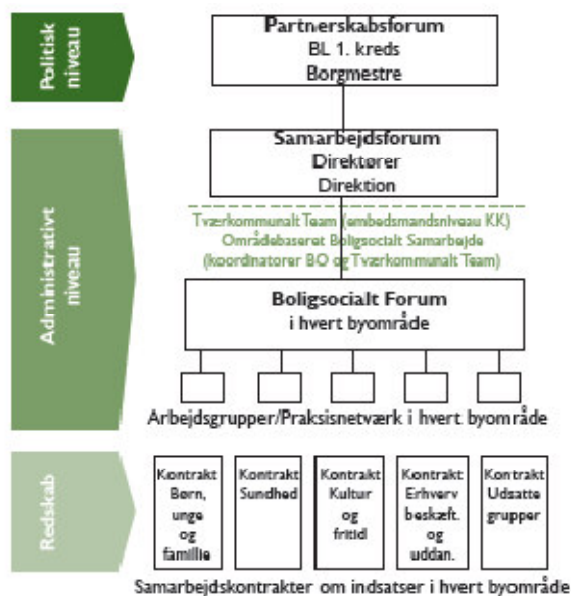 Politisk
niveau
Partnerskabsforum
BL 1. kreds
Borgmestre
Administrativt
niveau
Samarbejdsforum
Direktører
Direktion
Tværkommunalt Team (embedsmandsniveau KK)
Områdebaseret Boligsocialt Samarbejde
(koordinatorer BO og Tværkommunalt Team)
Boligsocialt Forum
i hvert byområde
Arbejdsgrupper/Praksisnetværk i hvert byområde
Redskab
Kontrakt
Børn,
unge
og
famillie
Kontrakt
Sundhed
Kontrakt
Kultur
og
fritid
Kontrakt
Erhverv
beskæft.
og
uddan.
Kontrakt
Udsatte
grupper
Samarbejdskontrakter om indsatser i hvert byområde